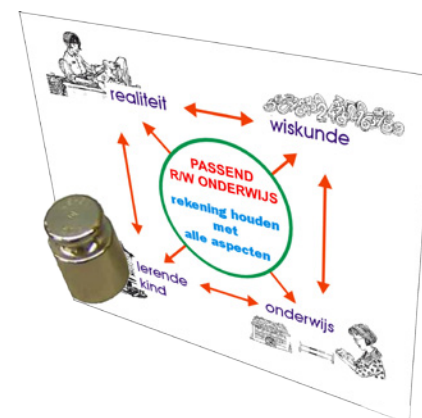 realiteit
wiskunde
PASSEND
R/W ONDERWIJS
rekening houden
met
alle aspecten
lerende
kind
onderwijs